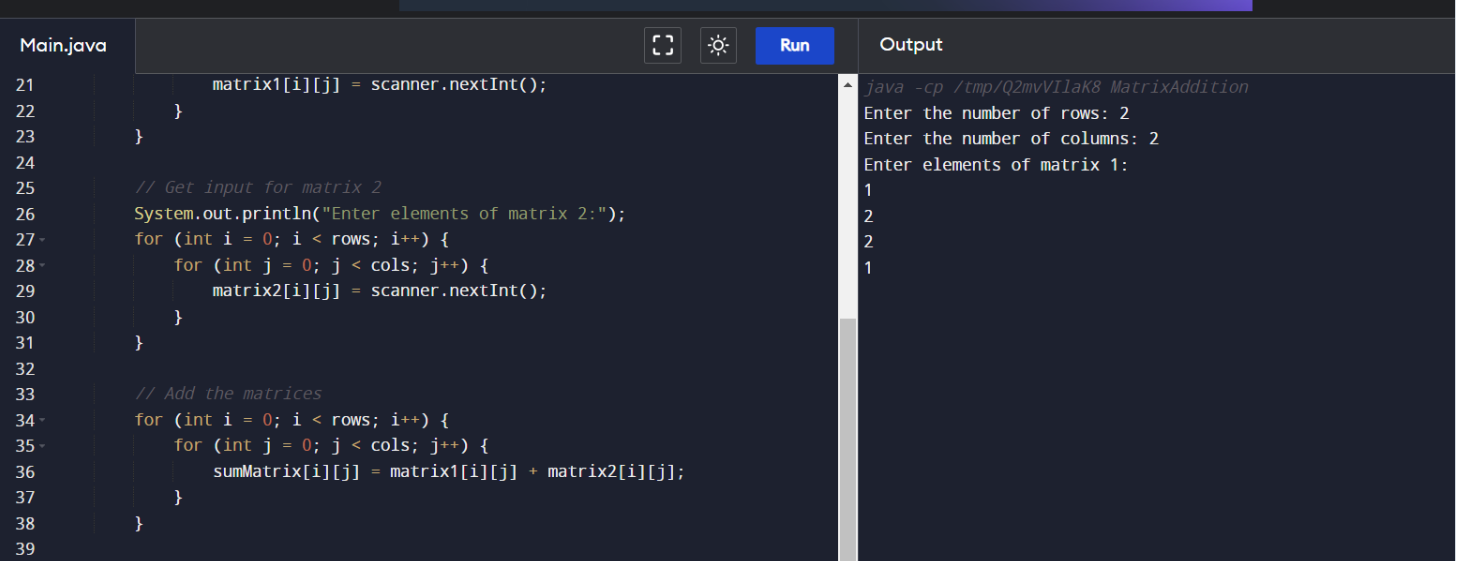 Main.java
Run
Output
21 matrix1[i][j] = scanner.nextInt();
22 }
23 }
24
25 // Get input for matrix 2
26 System.out.println("Enter elements of matrix 2:");
27 for (int i = 0; i < rows; i++) {
28 for (int j = 0; j < cols; j++) {
29 matrix2[i][j] = scanner.nextInt();
30 }
31 }
32
33 // Add the matrices
34 for (int i = 0; i < rows; i++) {
35 for (int j = 0; j < cols; j++) {
36 sumMatrix[i][j] = matrix1[i][j] + matrix2[i][j];
37 }
38 }
39
java -cp /tmp/Q2mvVIlaK8 MatrixAddition
Enter the number of rows: 2
Enter the number of columns: 2
Enter elements of matrix 1:
1
2
2
1